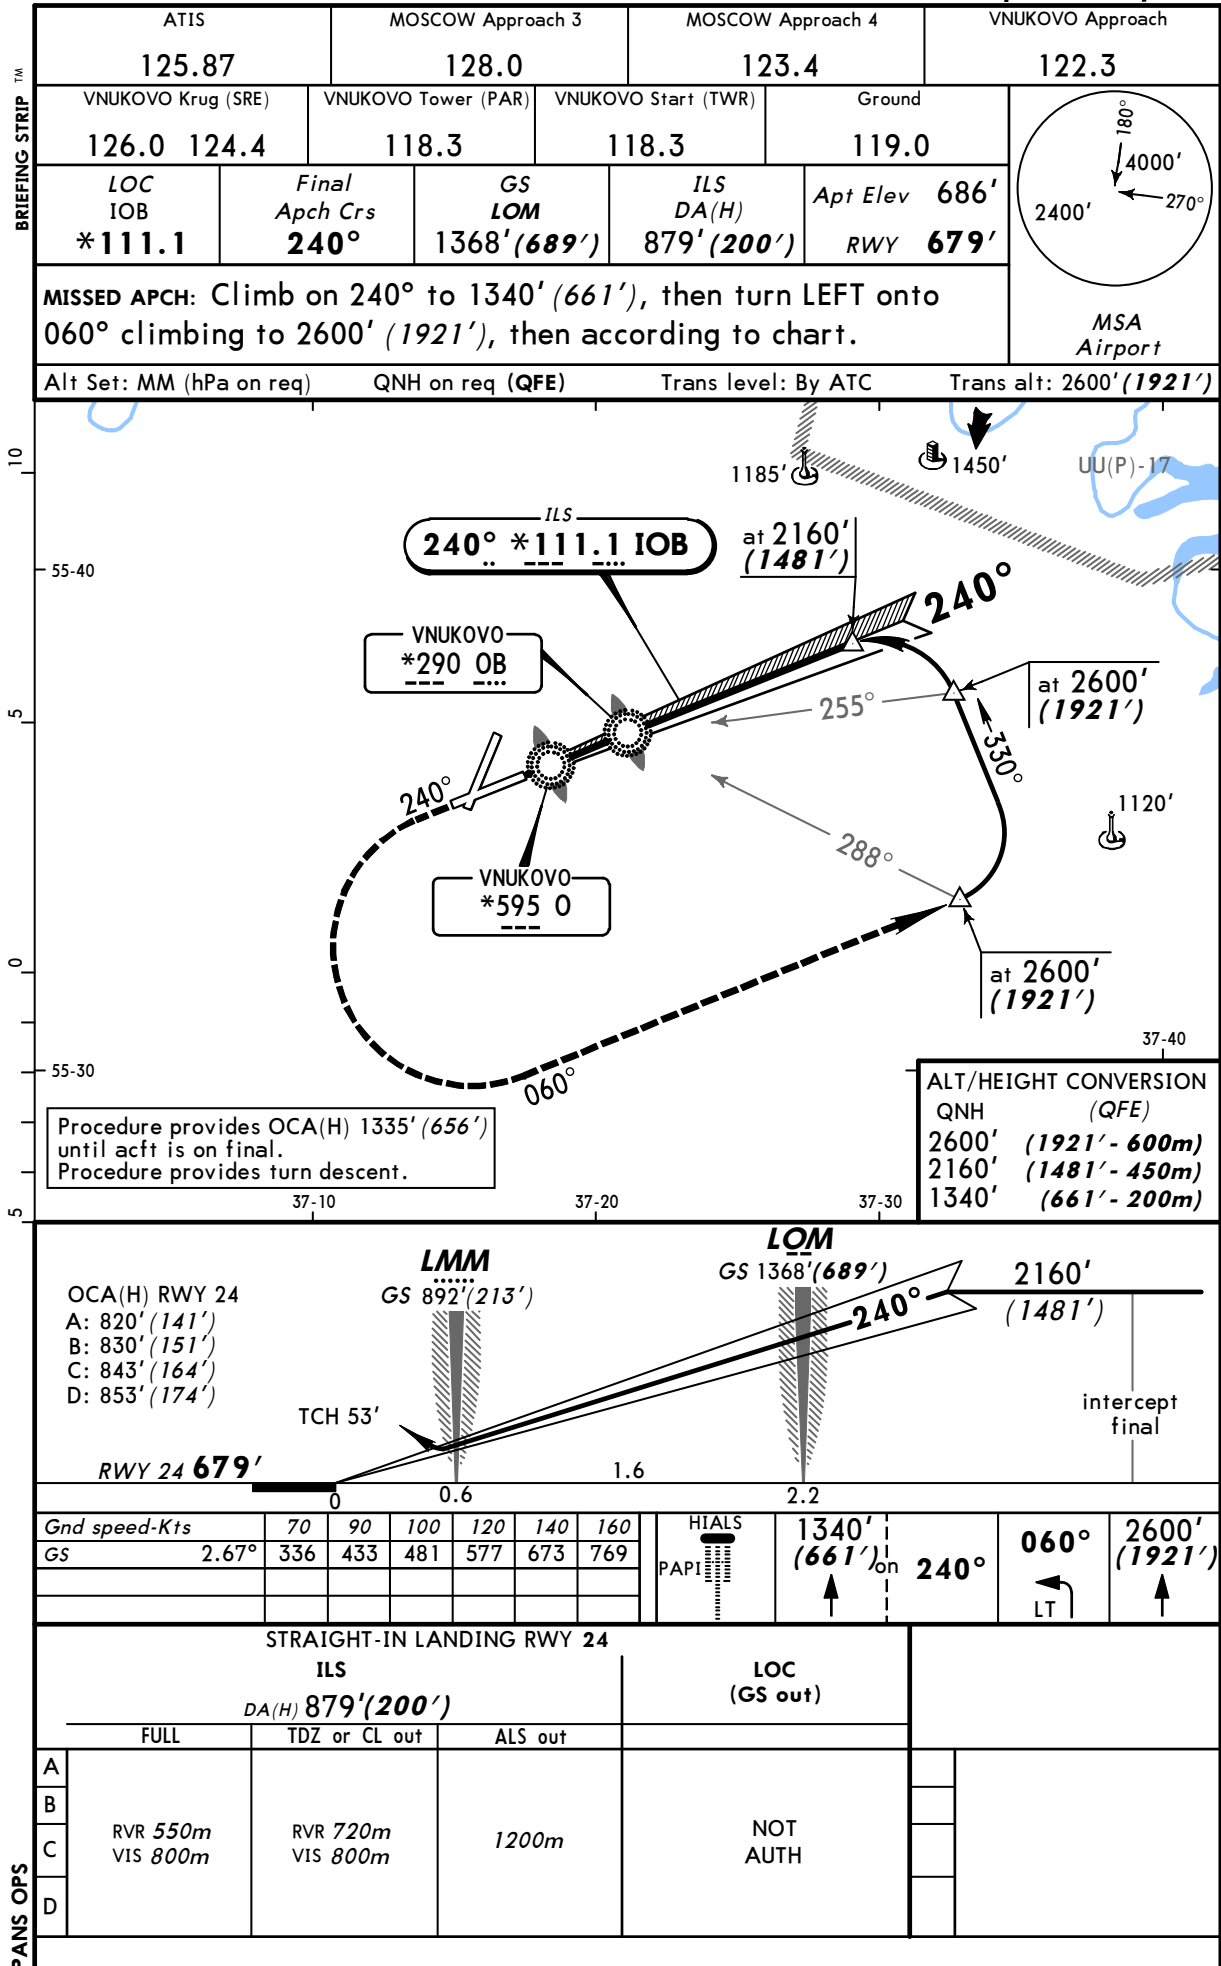 BRIEFING STRIP TM
ATIS
125.87
MOSCOW Approach 3
128.0
MOSCOW Approach 4
123.4
VNUKOVO Approach
122.3
VNUKOVO Krug (SRE)
126.0 124.4
VNUKOVO Tower (PAR)
118.3
VNUKOVO Start (TWR)
118.3
Ground
119.0
LOC
IOB
*111.1
Final
Apch Crs
240°
GS
LOM
1368' (689')
ILS
DA(H)
879' (200')
Apt Elev 686'
RWY 679'
180°
4000'
270°
2400'
MSA
Airport
MISSED APCH: Climb on 240° to 1340' (661'), then turn LEFT onto
060° climbing to 2600' (1921'), then according to chart.
Alt Set: MM (hPa on req) QNH on req (QFE) Trans level: By ATC Trans alt: 2600' (1921')
10
5
0
5
1185'
1450'
UU(P)-17
ILS
240° *111.1 IOB
at 2160'
(1481')
55-40
240°
VNUKOVO
*290 OB
at 2600'
(1921')
255°
330°
240°
288°
1120'
VNUKOVO
*595 O
at 2600'
(1921')
37-40
55-30
060°
Procedure provides OCA(H) 1335' (656')
until acft is on final.
Procedure provides turn descent.
37-10
37-20
37-30
ALT/HEIGHT CONVERSION
QNH (QFE)
2600' (1921' - 600m)
2160' (1481' - 450m)
1340' (661' - 200m)
LMM
GS 892' (213')
LOM
GS 1368' (689')
OCA(H) RWY 24
A: 820' (141')
B: 830' (151')
C: 843' (164')
D: 853' (174')
240°
2160'
(1481')
intercept
final
TCH 53'
RWY 24 679'
1.6
0
0.6
2.2
Gnd speed-Kts 70 90 100 120 140 160
GS 2.67° 336 433 481 577 673 769
HIALS
PAPI
1340'
(661') on 240°
060°
LT
2600'
(1921')
STRAIGHT-IN LANDING RWY 24
ILS
DA(H) 879' (200')
LOC
(GS out)
FULL
TDZ or CL out
ALS out
A
B
C
D
RVR 550m
VIS 800m
RVR 720m
VIS 800m
1200m
NOT
AUTH
PANS OPS